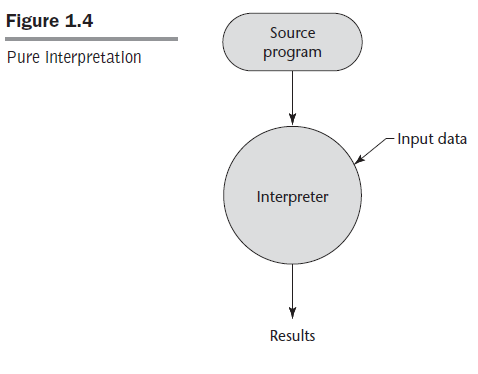 Figure 1.4
Pure Interpretation
Source
program
Input data
Interpreter
Results